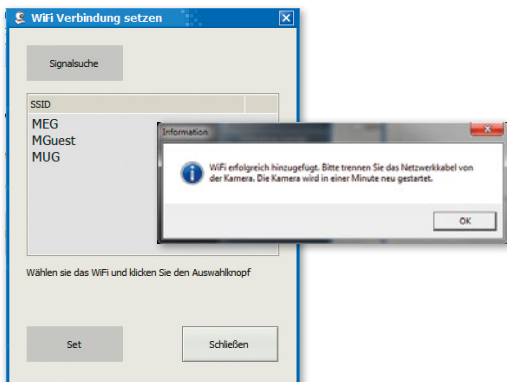 WiFi Verbindung setzen
Signalsuche
SSID
MEG
MGuest
MUG
Wählen sie das WiFi und klicken Sie den Auswahlknopf
Set
Schließen
Information
WiFi erfolgreich hinzugefügt. Bitte trennen Sie das Netzwerkkabel von
der Kamera. Die Kamera wird in einer Minute neu gestartet.
OK